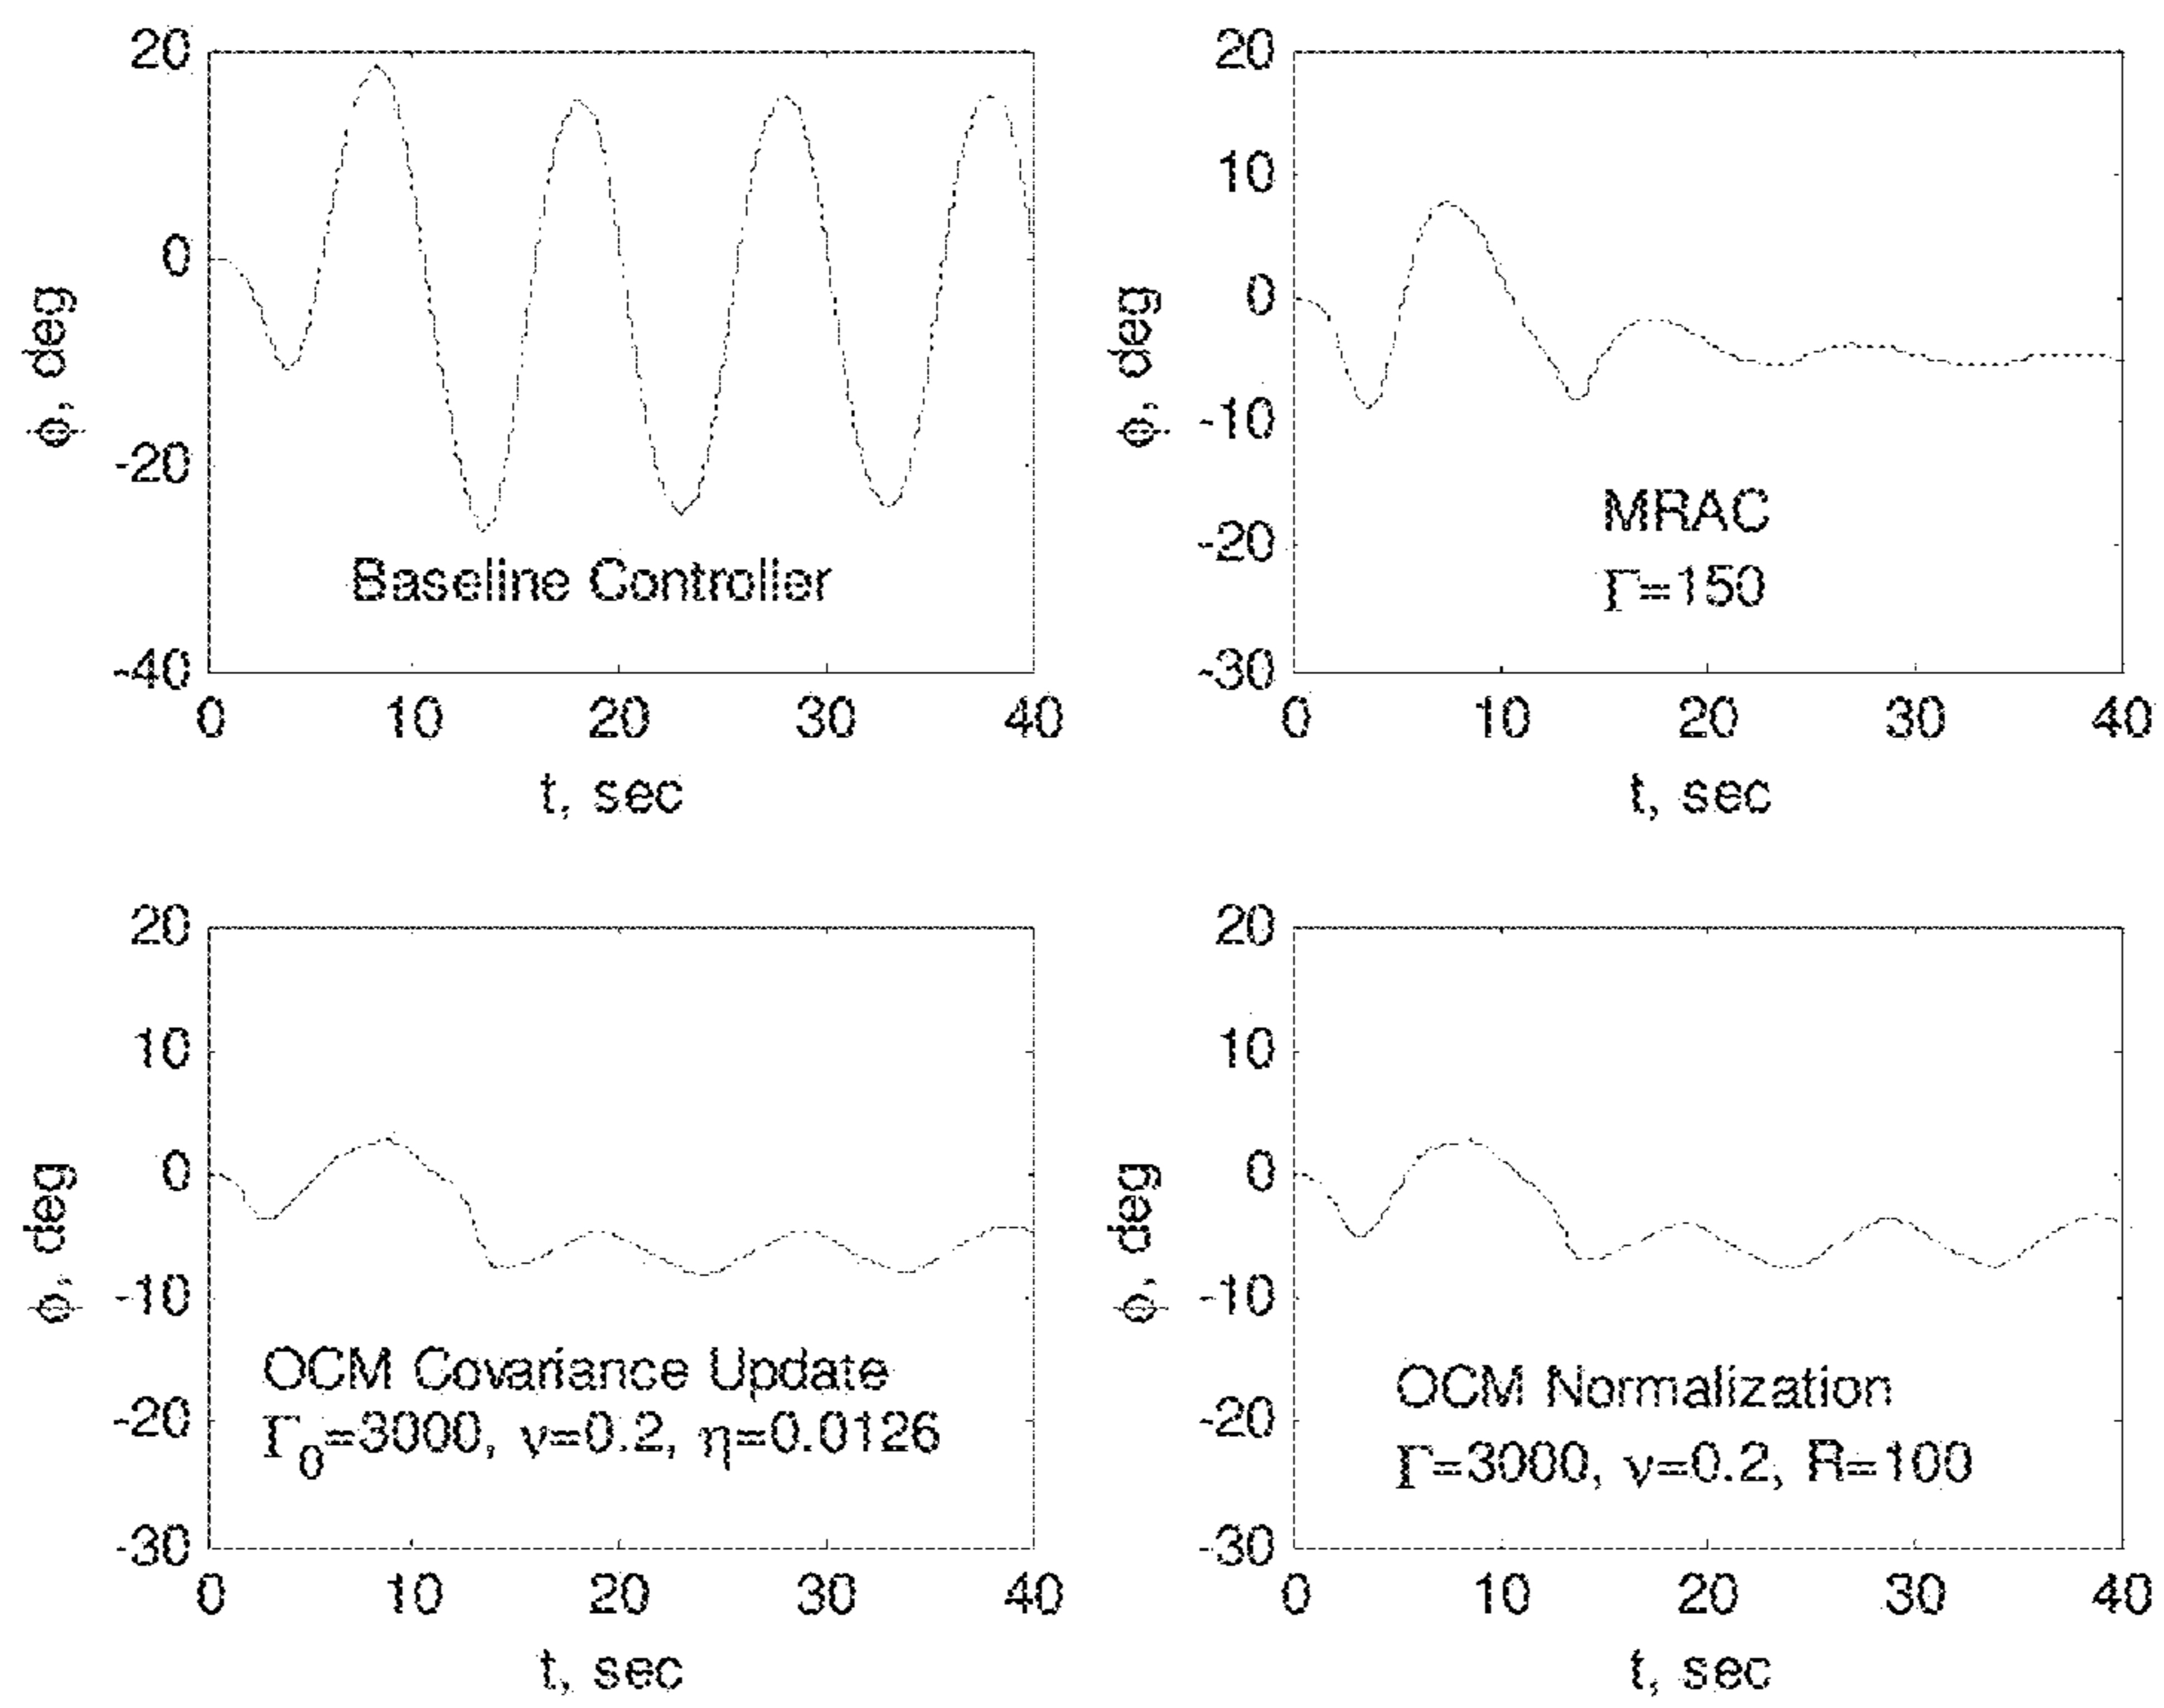 20
0
-20
-40
φ, deg
Baseline Controller
0 10 20 30 40
t, sec
20
10
0
-10
-20
-30
φ, deg
MRAC
Γ=150
0 10 20 30 40
t, sec
20
10
0
-10
-20
-30
φ, deg
OCM Covariance Update
Γ0=3000, ν=0.2, η=0.0126
0 10 20 30 40
t, sec
20
10
0
-10
-20
-30
φ, deg
OCM Normalization
Γ=3000, ν=0.2, R=100
0 10 20 30 40
t, sec